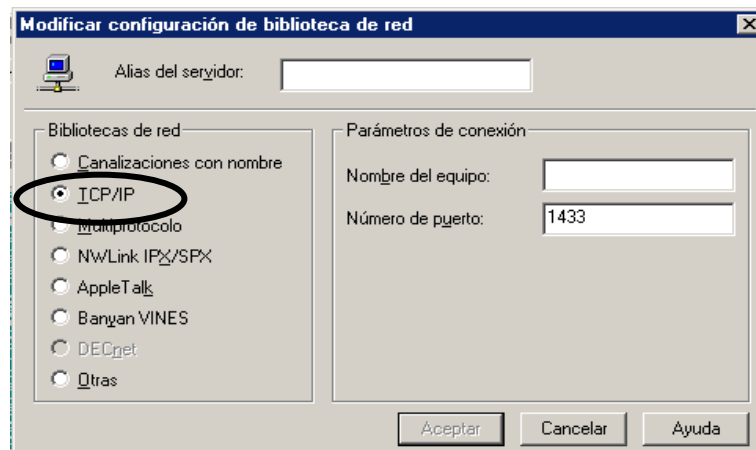 Modificar configuración de biblioteca de red
Alias del servidor:
Bibliotecas de red
Canalizaciones con nombre
TCP/IP
Multiprotocolo
NWLink IPX/SPX
AppleTalk
Banyan VINES
DECnet
Otras
Parámetros de conexión
Nombre del equipo:
Número de puerto: 1433
Aceptar Cancelar Ayuda